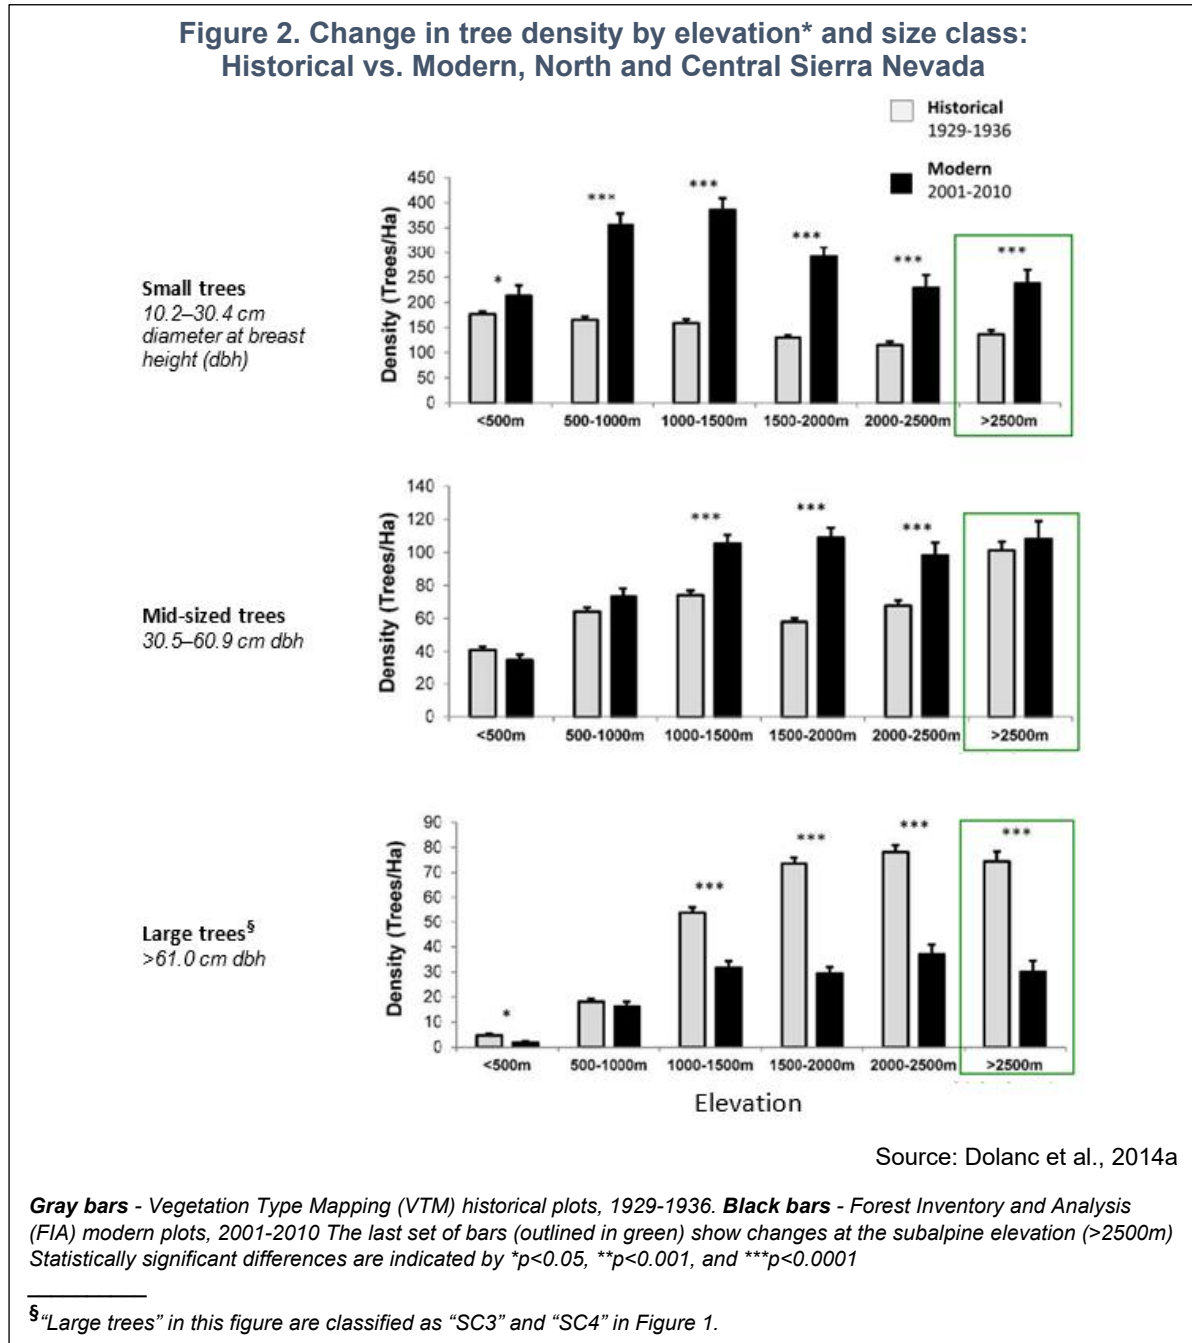 Figure 2. Change in tree density by elevation* and size class:
Historical vs. Modern, North and Central Sierra Nevada
Historical
1929-1936
Modern
2001-2010
Small trees
10.2–30.4 cm
diameter at breast
height (dbh)
Density (Trees/Ha)
450
400
350
300
250
200
150
100
50
0
*
***
***
***
***
***
<500m
500-1000m
1000-1500m
1500-2000m
2000-2500m
>2500m
Mid-sized trees
30.5–60.9 cm dbh
Density (Trees/Ha)
140
120
100
80
60
40
20
0
***
***
***
<500m
500-1000m
1000-1500m
1500-2000m
2000-2500m
>2500m
Large trees§
>61.0 cm dbh
Density (Trees/Ha)
90
80
70
60
50
40
30
20
10
0
*
***
***
***
***
<500m
500-1000m
1000-1500m
1500-2000m
2000-2500m
>2500m
Elevation
Source: Dolanc et al., 2014a
Gray bars - Vegetation Type Mapping (VTM) historical plots, 1929-1936. Black bars - Forest Inventory and Analysis
(FIA) modern plots, 2001-2010 The last set of bars (outlined in green) show changes at the subalpine elevation (>2500m)
Statistically significant differences are indicated by *p<0.05, **p<0.001, and ***p<0.0001
§“Large trees” in this figure are classified as “SC3” and “SC4” in Figure 1.